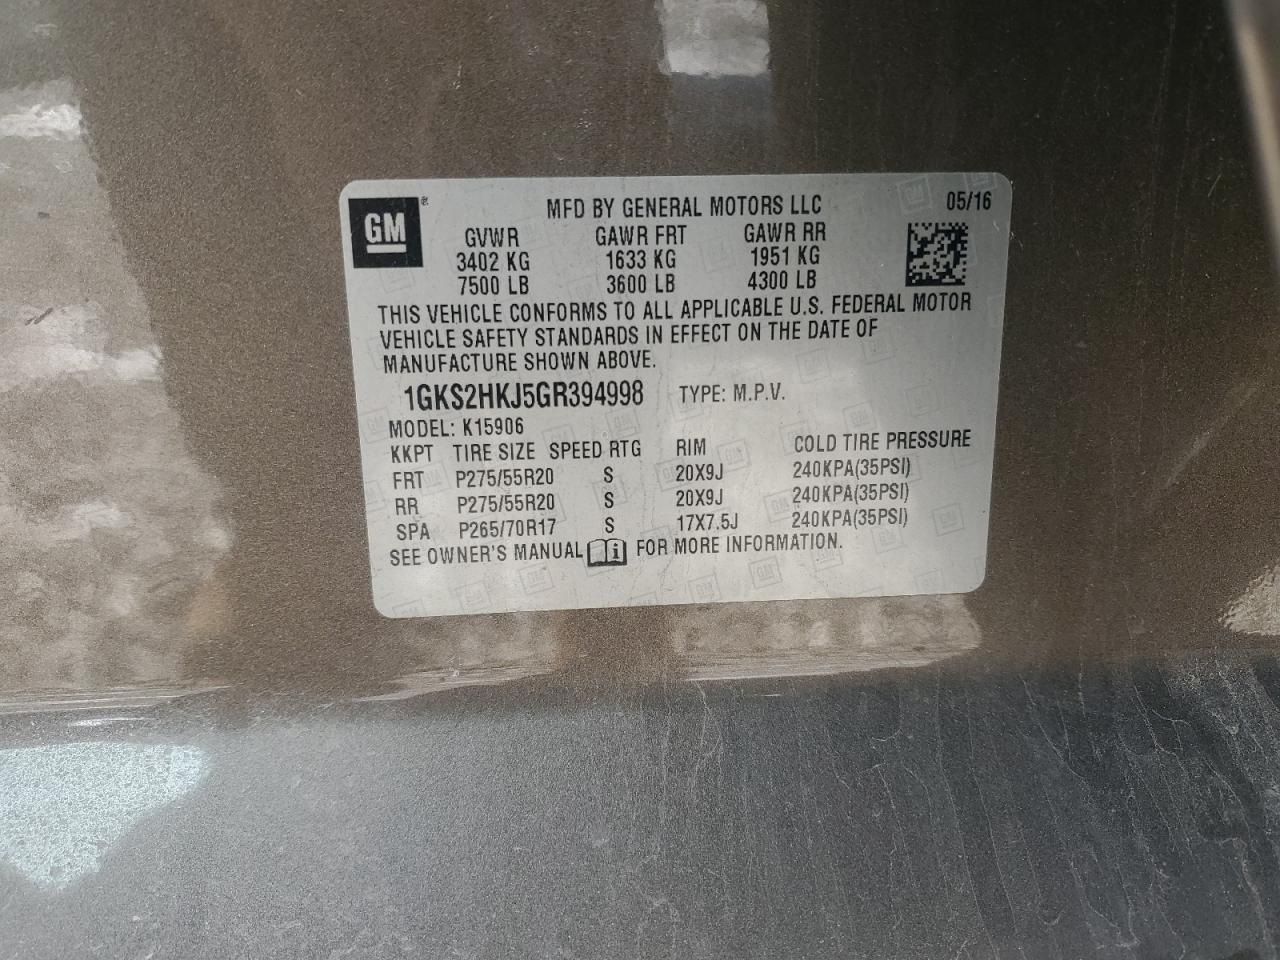 GM ® MFD BY GENERAL MOTORS LLC 05/16
GVWR GAWR FRT GAWR RR
3402 KG 1633 KG 1951 KG
7500 LB 3600 LB 4300 LB
THIS VEHICLE CONFORMS TO ALL APPLICABLE U.S. FEDERAL MOTOR
VEHICLE SAFETY STANDARDS IN EFFECT ON THE DATE OF
MANUFACTURE SHOWN ABOVE.
1GKS2HKJ5GR394998 TYPE: M.P.V.
MODEL: K15906
KKPT TIRE SIZE SPEED RTG RIM COLD TIRE PRESSURE
FRT P275/55R20 S 20X9J 240KPA(35PSI)
RR P275/55R20 S 20X9J 240KPA(35PSI)
SPA P265/70R17 S 17X7.5J 240KPA(35PSI)
SEE OWNER'S MANUAL i FOR MORE INFORMATION.